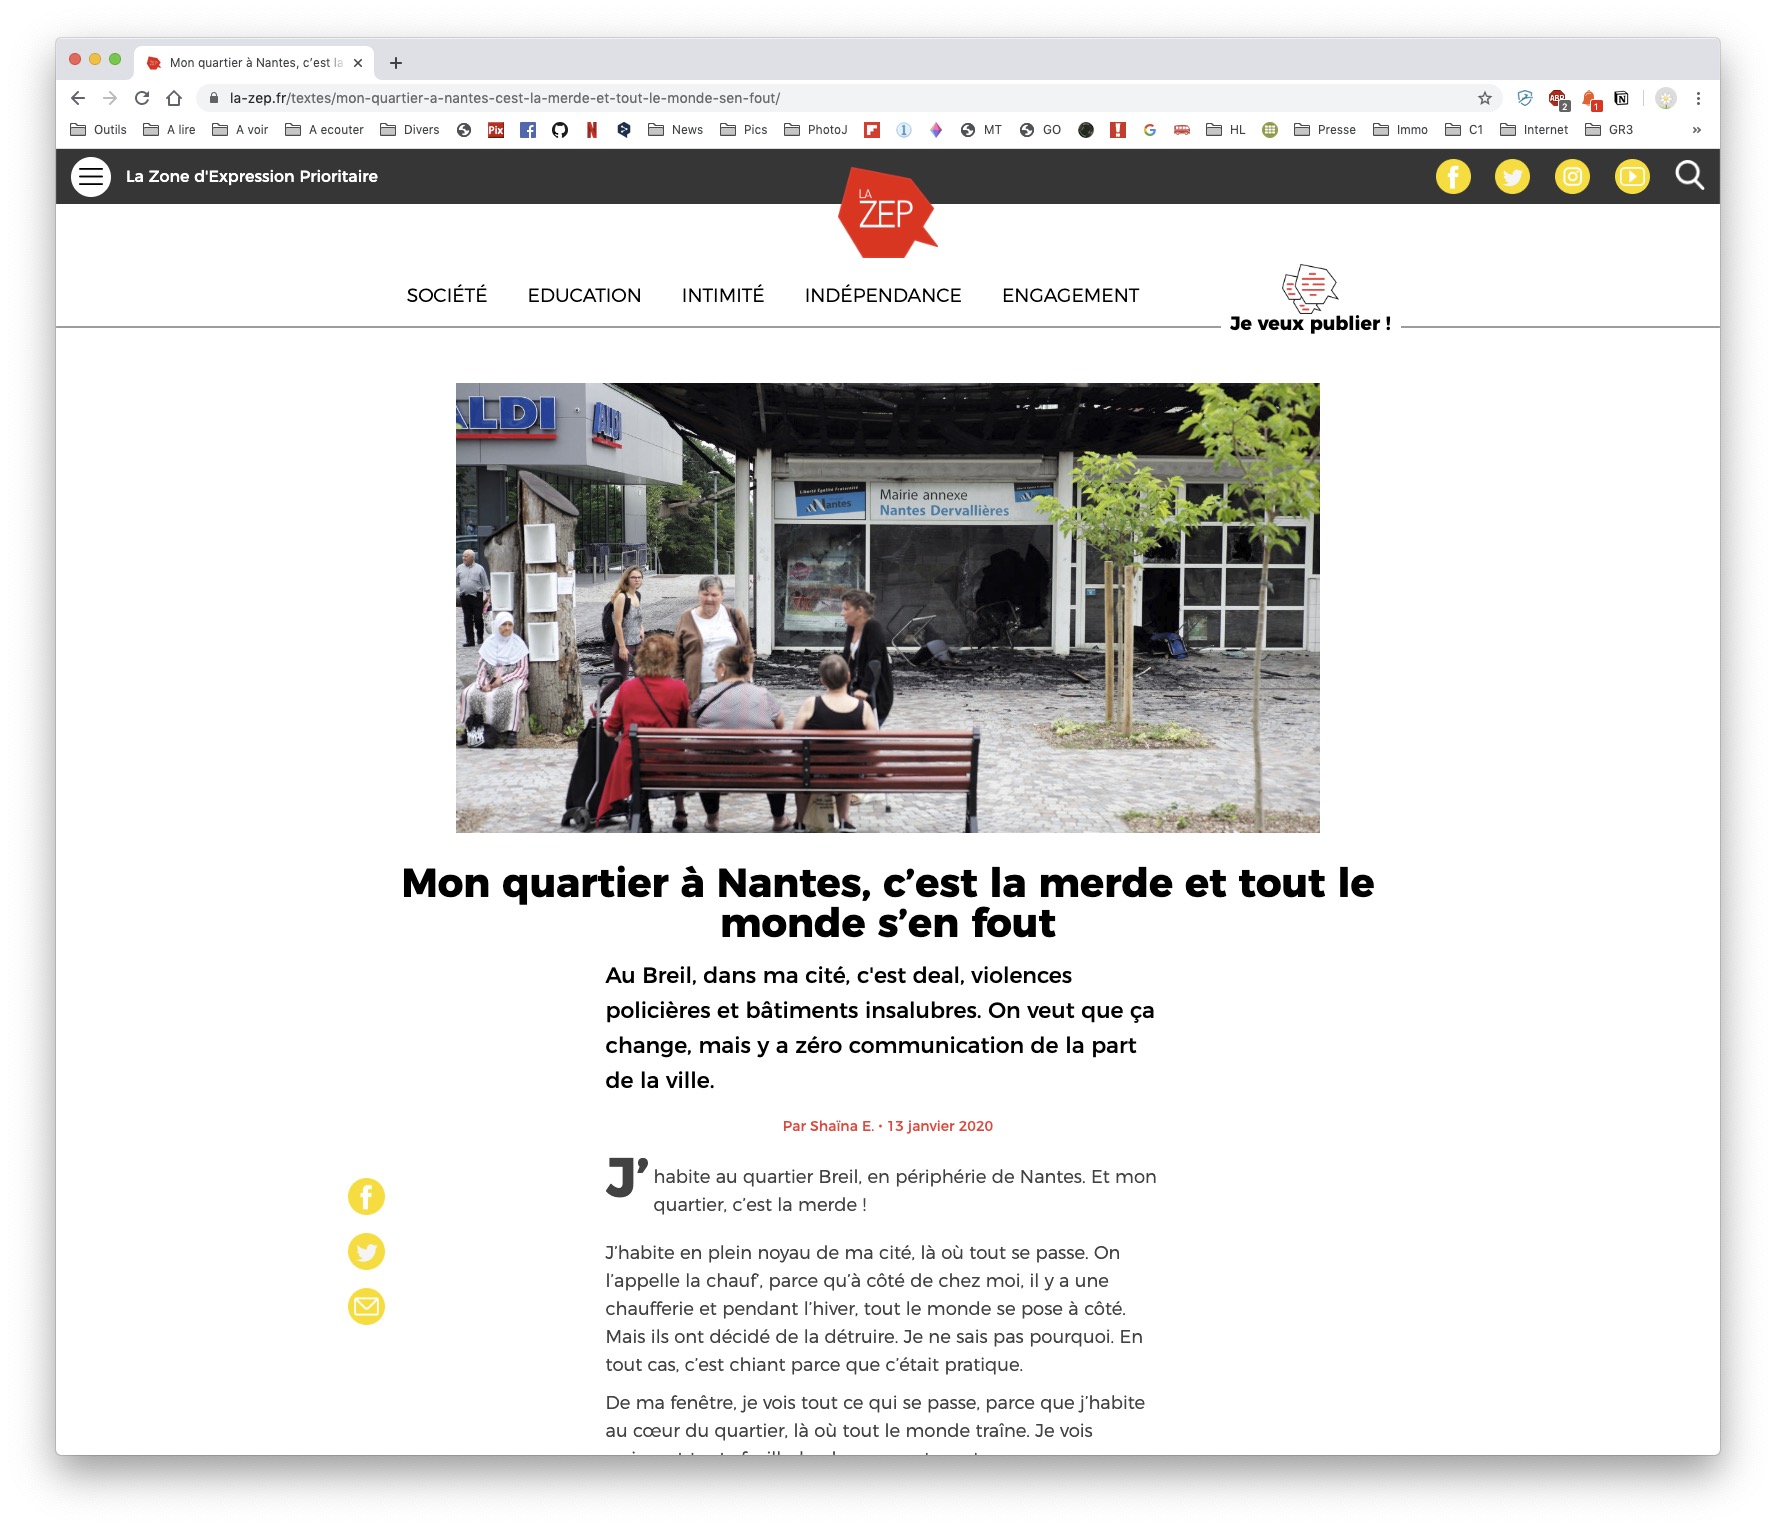 Mon quartier à Nantes, c'est la
la-zep.fr/textes/mon-quartier-a-nantes-cest-la-merde-et-tout-le-monde-sen-fout/
ABP 2 1
Outils A lire A voir A ecouter Divers Pix News Pics PhotoJ MT GO HL Presse Immo C1 Internet GR3 »
La Zone d'Expression Prioritaire
LA
ZEP
SOCIÉTÉ EDUCATION INTIMITÉ INDÉPENDANCE ENGAGEMENT
Je veux publier !
ALDI ALDI
Liberté Égalité Fraternité
Nantes
Mairie annexe
Nantes Dervallières
Mon quartier à Nantes, c’est la merde et tout le
monde s’en fout
Au Breil, dans ma cité, c'est deal, violences
policières et bâtiments insalubres. On veut que ça
change, mais y a zéro communication de la part
de la ville.
Par Shaïna E. • 13 janvier 2020
J’habite au quartier Breil, en périphérie de Nantes. Et mon
quartier, c’est la merde !
J’habite en plein noyau de ma cité, là où tout se passe. On
l’appelle la chauf’, parce qu’à côté de chez moi, il y a une
chaufferie et pendant l’hiver, tout le monde se pose à côté.
Mais ils ont décidé de la détruire. Je ne sais pas pourquoi. En
tout cas, c’est chiant parce que c’était pratique.
De ma fenêtre, je vois tout ce qui se passe, parce que j’habite
au cœur du quartier, là où tout le monde traîne. Je vois